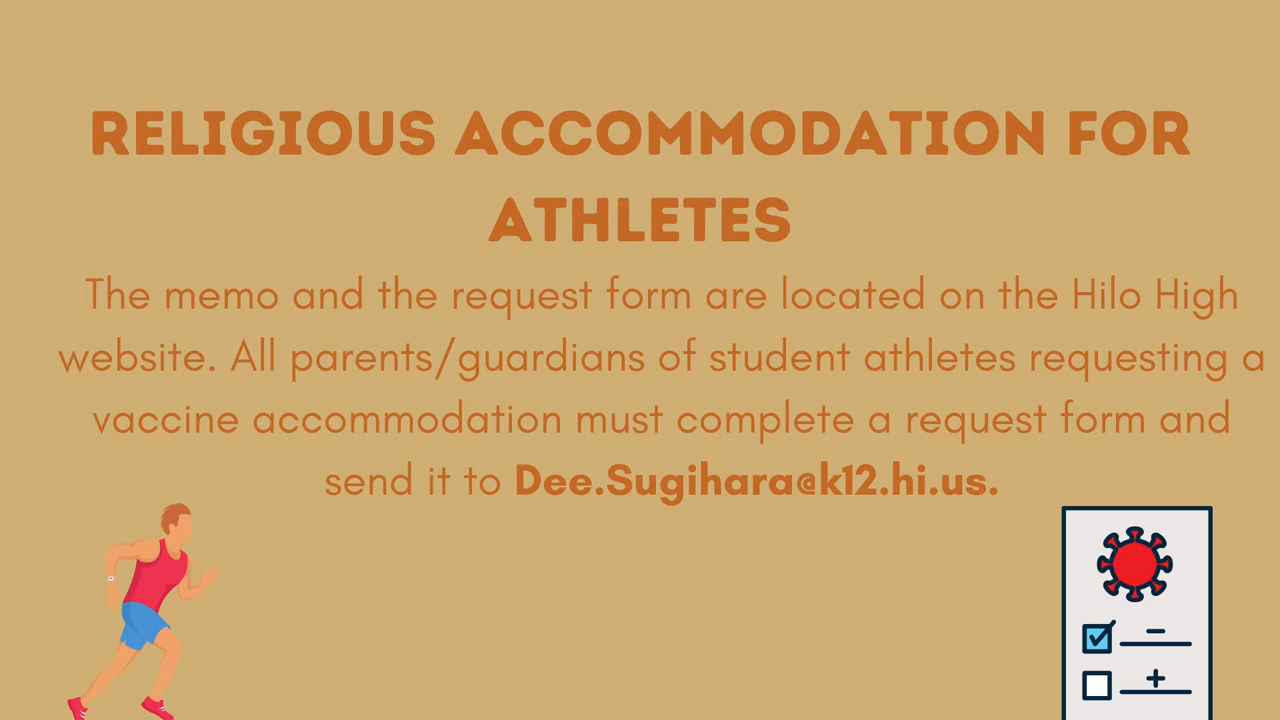 RELIGIOUS ACCOMMODATION FOR
ATHLETES
The memo and the request form are located on the Hilo High
website. All parents/guardians of student athletes requesting a
vaccine accommodation must complete a request form and
send it to Dee.Sugihara@k12.hi.us.